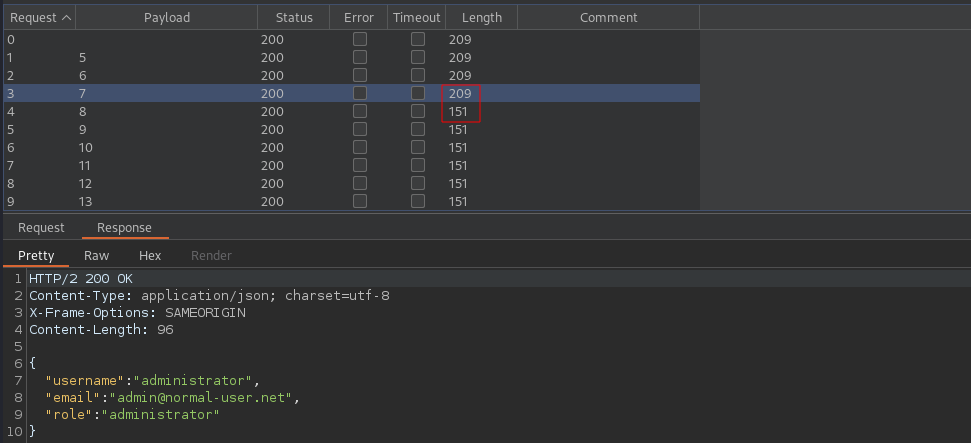 Request Payload Status Error Timeout Length Comment
0 200 209
1 5 200 209
2 6 200 209
3 7 200 209
4 8 200 151
5 9 200 151
6 10 200 151
7 11 200 151
8 12 200 151
9 13 200 151
Request Response
Pretty Raw Hex Render
1 HTTP/2 200 OK
2 Content-Type: application/json; charset=utf-8
3 X-Frame-Options: SAMEORIGIN
4 Content-Length: 96
5
6 {
7 "username":"administrator",
8 "email":"admin@normal-user.net",
9 "role":"administrator"
10 }